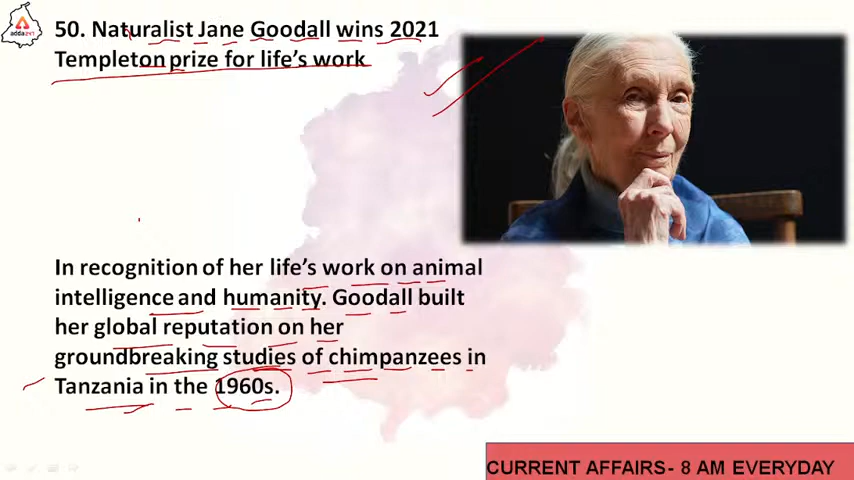 adda247
50. Naturalist Jane Goodall wins 2021
Templeton prize for life's work
In recognition of her life's work on animal
intelligence and humanity. Goodall built
her global reputation on her
groundbreaking studies of chimpanzees in
Tanzania in the 1960s.
CURRENT AFFAIRS- 8 AM EVERYDAY